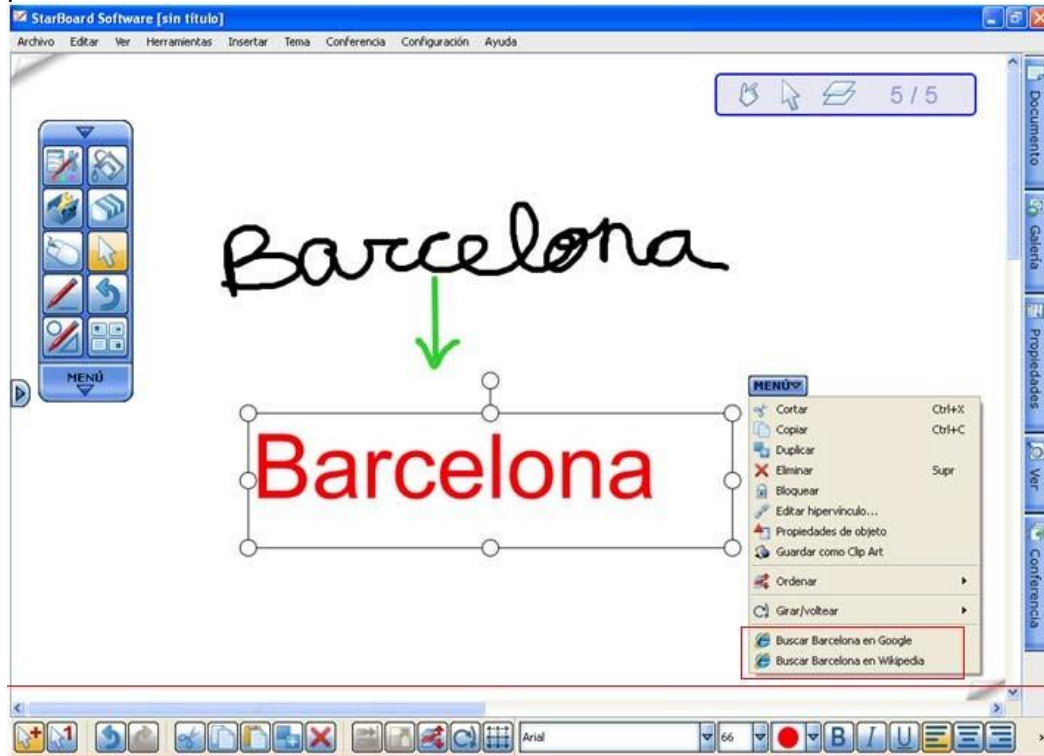 StarBoard Software [sin título]
Archivo Editar Ver Herramientas Insertar Tema Conferencia Configuración Ayuda
5 / 5
Documento
Galería
Propiedades
Ver
Conferencia
MENÚ
Barcelona
Barcelona
MENÚ
Cortar Ctrl+X
Copiar Ctrl+C
Duplicar
Eliminar Supr
Bloquear
Editar hipervínculo...
Propiedades de objeto
Guardar como Clip Art
Ordenar
Girar/voltear
Buscar Barcelona en Google
Buscar Barcelona en Wikipedia
Arial 66 B I U